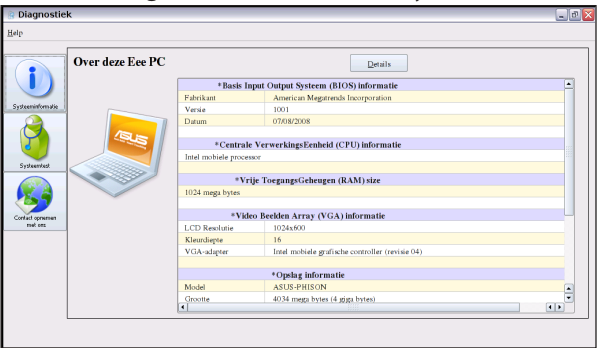 Diagnostiek
Help
Over deze Eee PC
Details
Systeeminformatie
Systeemtest
Contact opnemen
met ons
ASUS
*Basis Input Output Systeem (BIOS) informatie
Fabrikant American Megatrends Incorporation
Versie 1001
Datum 07/08/2008
*Centrale VerwerkingsEenheid (CPU) informatie
Intel mobiele processor
*Vrije ToegangsGeheugen (RAM) size
1024 mega bytes
*Video Beelden Array (VGA) informatie
LCD Resolutie 1024x600
Kleurdiepte 16
VGA-adapter Intel mobiele grafische controller (revisie 04)
*Opslag informatie
Model ASUS-PHISON
Grootte 4034 mega bytes (4 giga bytes)